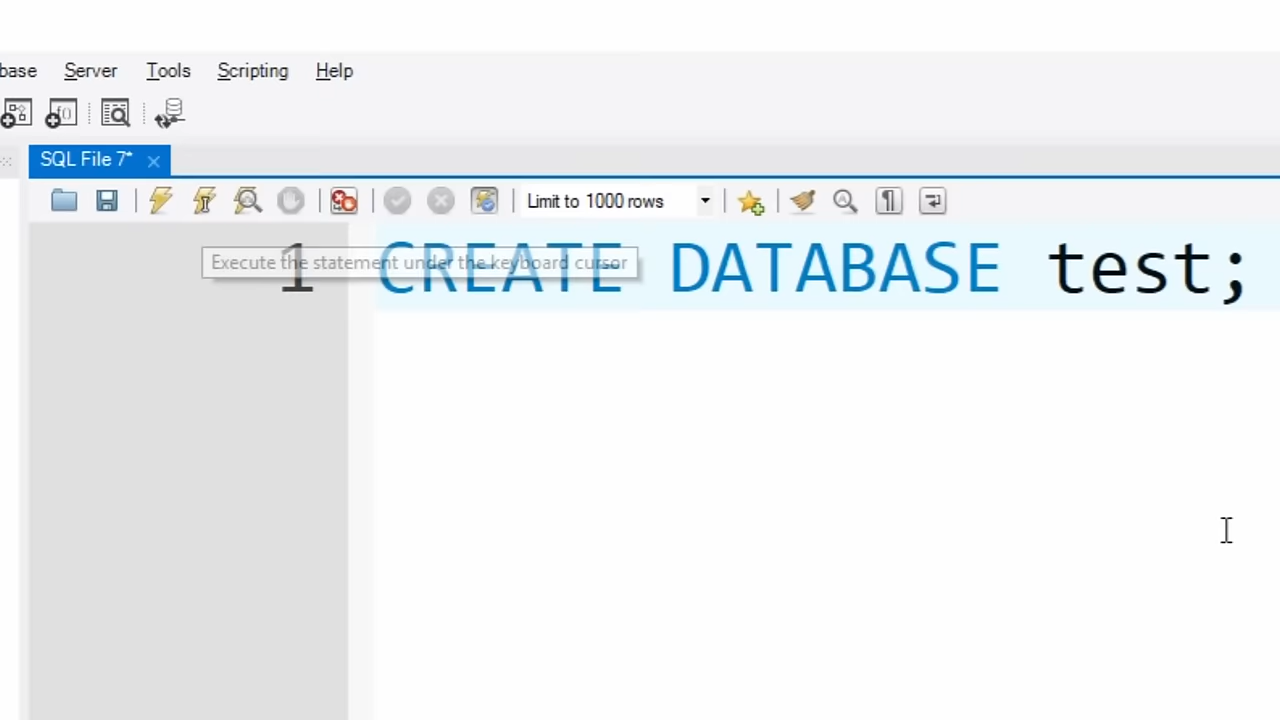 base Server Tools Scripting Help
SQL File 7*
Limit to 1000 rows
Execute the statement under the keyboard cursor
1 CREATE DATABASE test;